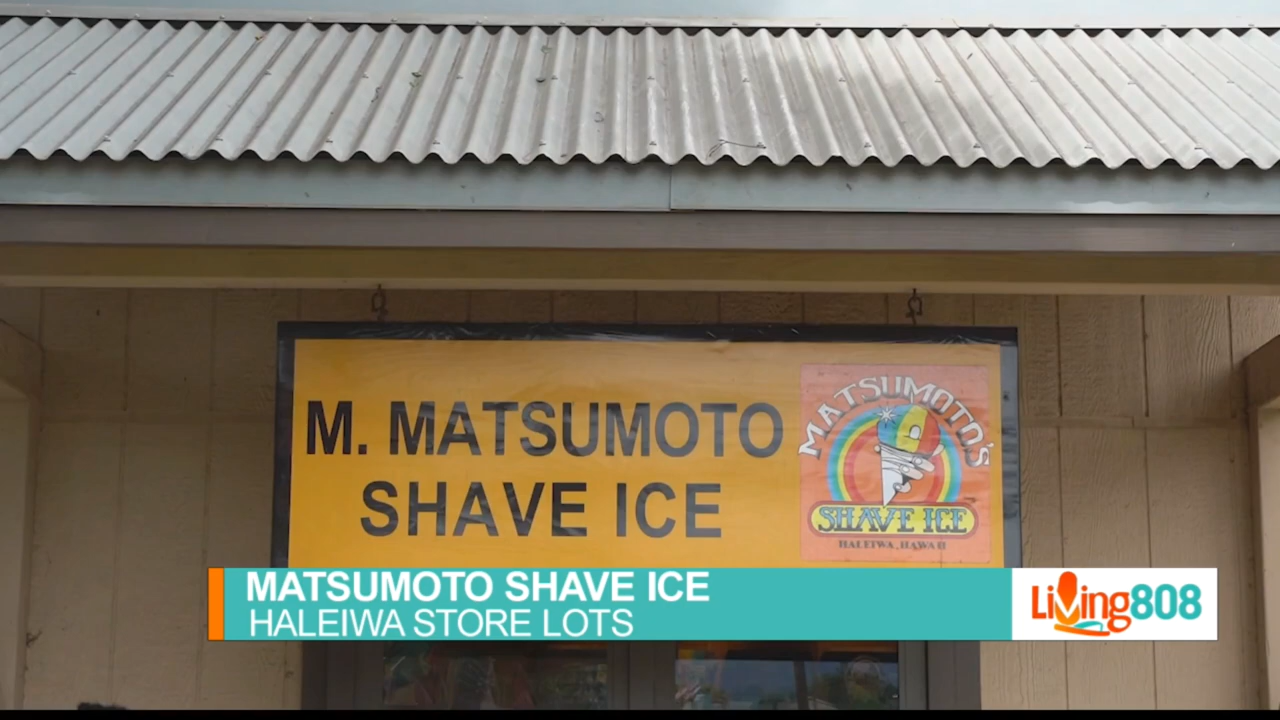 M. MATSUMOTO
SHAVE ICE
MATSUMOTO'S
SHAVE ICE
HALEIWA, HAWAII
MATSUMOTO SHAVE ICE
HALEIWA STORE LOTS
Living808